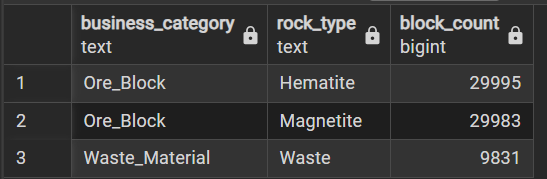 business_category rock_type block_count
text text bigint
1 Ore_Block Hematite 29995
2 Ore_Block Magnetite 29983
3 Waste_Material Waste 9831